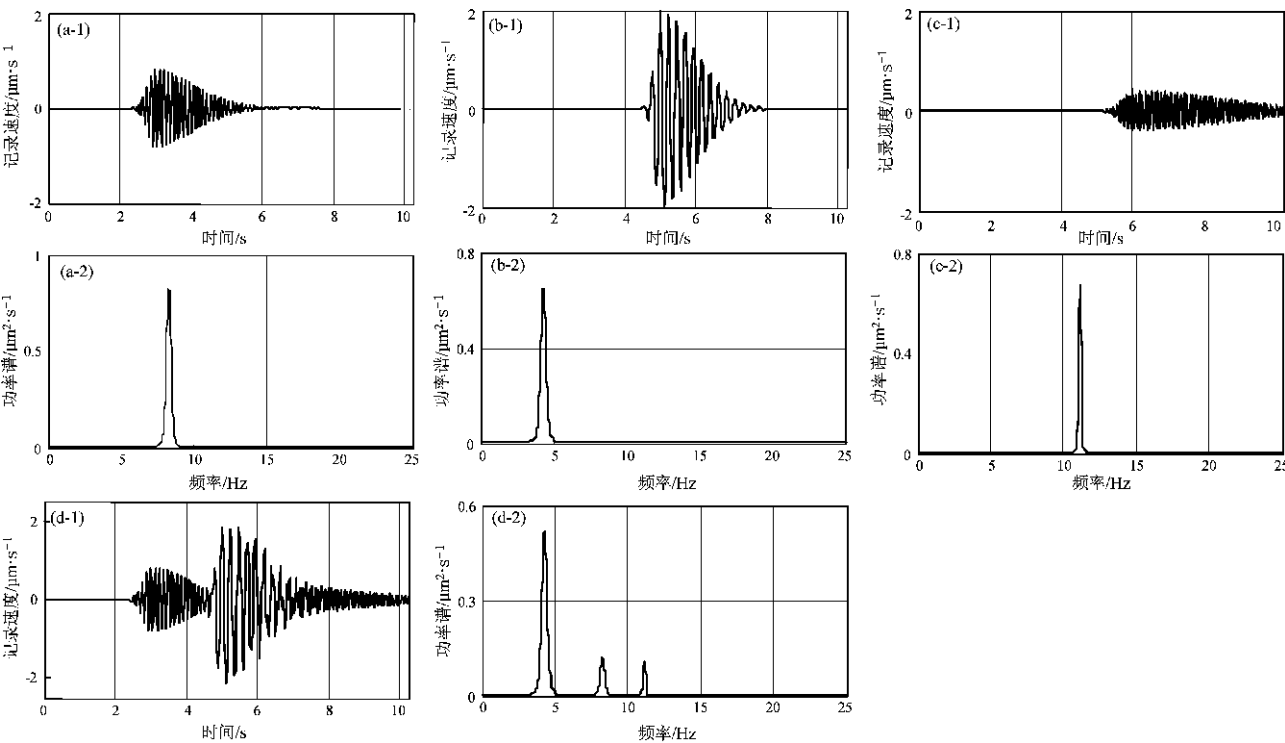 (a-1)
记录速度/μm·s⁻¹
2
0
-2
0 2 4 6 8 10
时间/s
(b-1)
记录速度/μm·s⁻¹
2
0
-2
0 4 6 8 10
时间/s
(c-1)
记录速度/μm·s⁻¹
2
0
-2
0 2 4 6 8 10
时间/s
(a-2)
功率谱/μm²·s⁻¹
1
0.5
0
0 5 10 15 20 25
频率/Hz
(b-2)
功率谱/μm²·s⁻¹
0.8
0.4
0
0 5 10 15 20 25
频率/Hz
(c-2)
功率谱/μm²·s⁻¹
0.8
0.4
0
0 5 10 15 20 25
频率/Hz
(d-1)
记录速度/μm·s⁻¹
2
0
-2
0 2 4 6 8 10
时间/s
(d-2)
功率谱/μm²·s⁻¹
0.6
0.3
0
0 5 10 15 20 25
频率/Hz